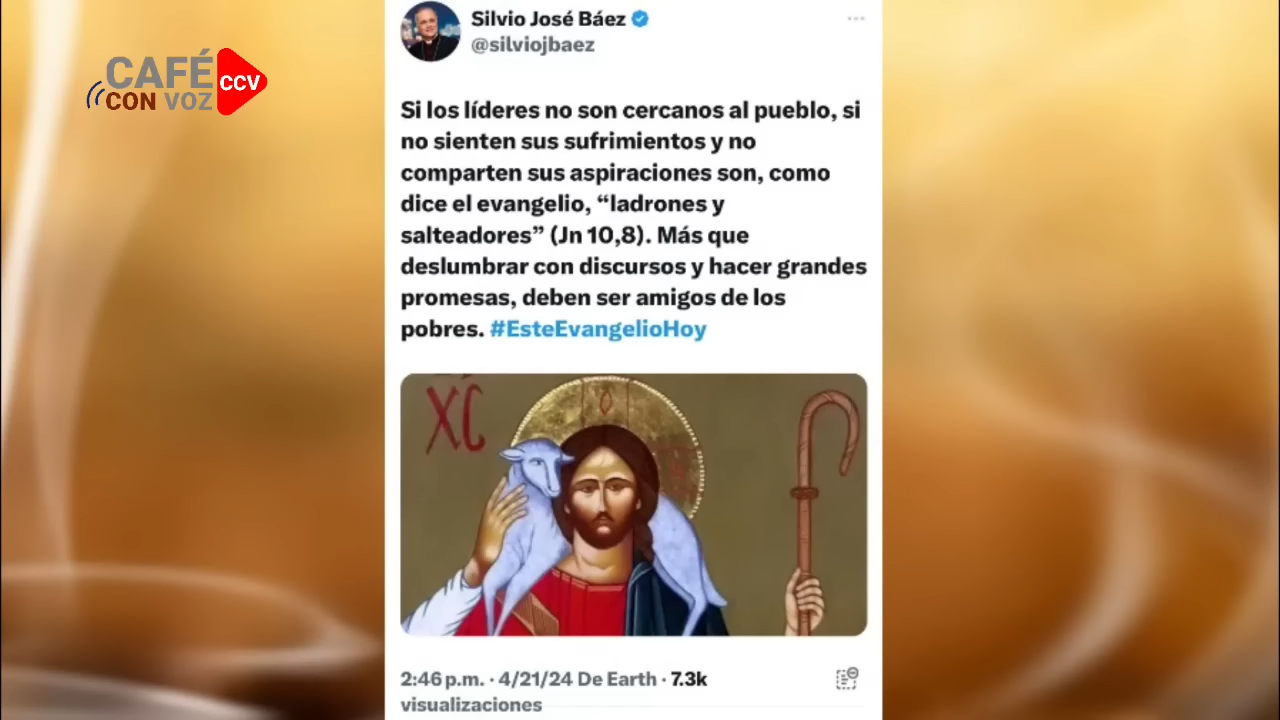 CAFÉ
CON VOZ
CCV
Silvio José Báez
@silviojbaez
Si los líderes no son cercanos al pueblo, si
no sienten sus sufrimientos y no
comparten sus aspiraciones son, como
dice el evangelio, “ladrones y
salteadores” (Jn 10,8). Más que
deslumbrar con discursos y hacer grandes
promesas, deben ser amigos de los
pobres. #EsteEvangelioHoy
XC
2:46 p.m. · 4/21/24 De Earth · 7.3k
visualizaciones